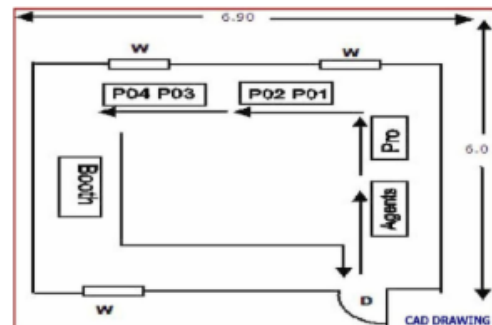 6.90
W
W
P04 P03
P02 P01
Pro
6.0
Booth
Agents
W
D
CAD DRAWING